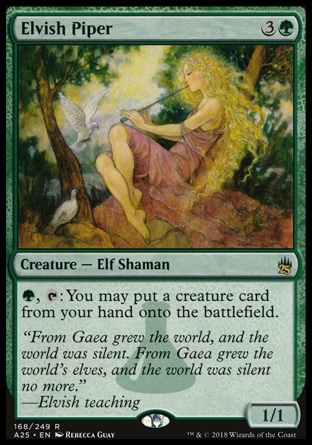 Elvish Piper 3
Creature — Elf Shaman
25
, : You may put a creature card
from your hand onto the battlefield.
“From Gaea grew the world, and the
world was silent. From Gaea grew the
world's elves, and the world was silent
no more.”
—Elvish teaching
1/1
168/249 R
A25 • EN Rebecca Guay
™ & © 2018 Wizards of the Coast